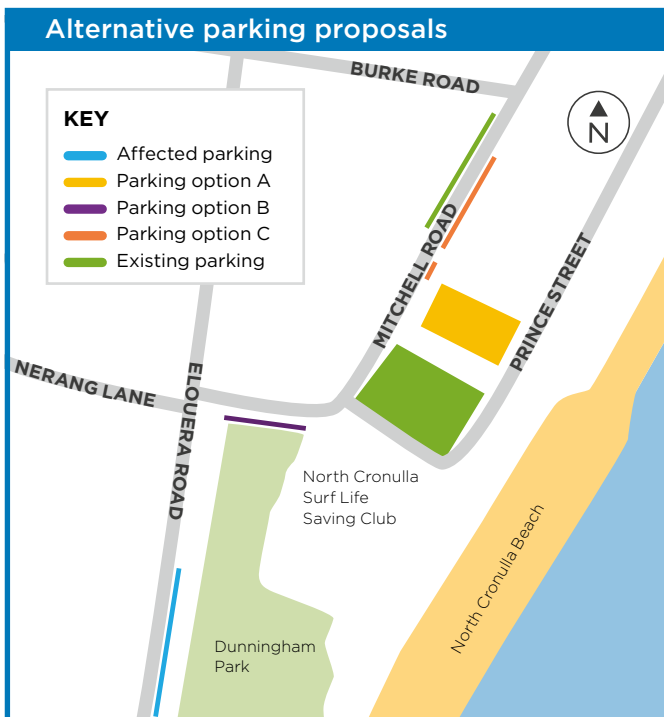 Alternative parking proposals
BURKE ROAD
N
KEY
Affected parking
Parking option A
Parking option B
Parking option C
Existing parking
MITCHELL ROAD
PRINCE STREET
NERANG LANE
ELOUERA ROAD
North Cronulla
Surf Life
Saving Club
North Cronulla Beach
Dunningham
Park